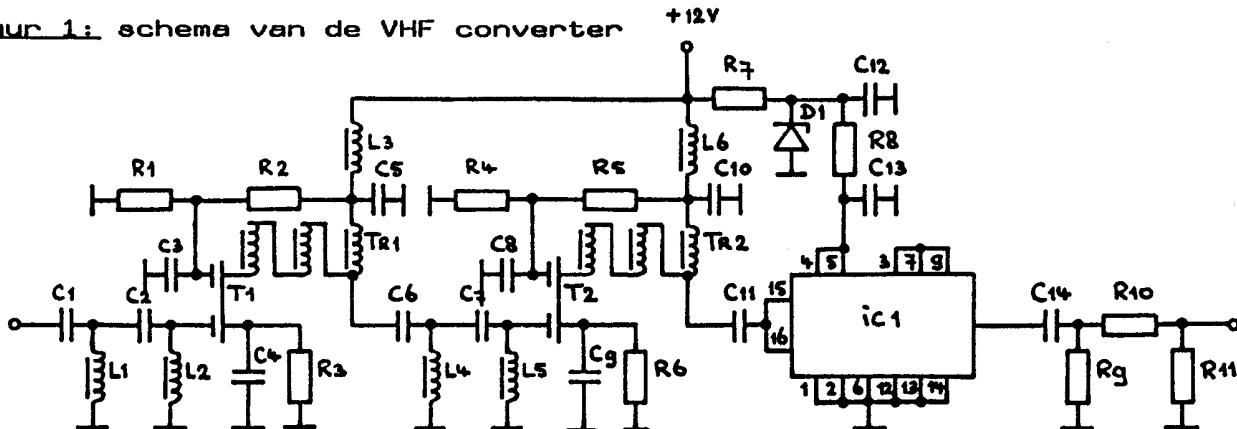 uur 1: schema van de VHF converter
+12V
R7
C12
D1
L3
L6
R8
R1
R2
C5
R4
R5
C10
C13
C3
TR1
C8
TR2
4 5 3 7 9
C1
C2
T1
C6
C7
T2
C11
15
16
ic1
C14
R10
L1
L2
C4
R3
L4
L5
C9
R6
R9
R11
1 2 6 12 13 14